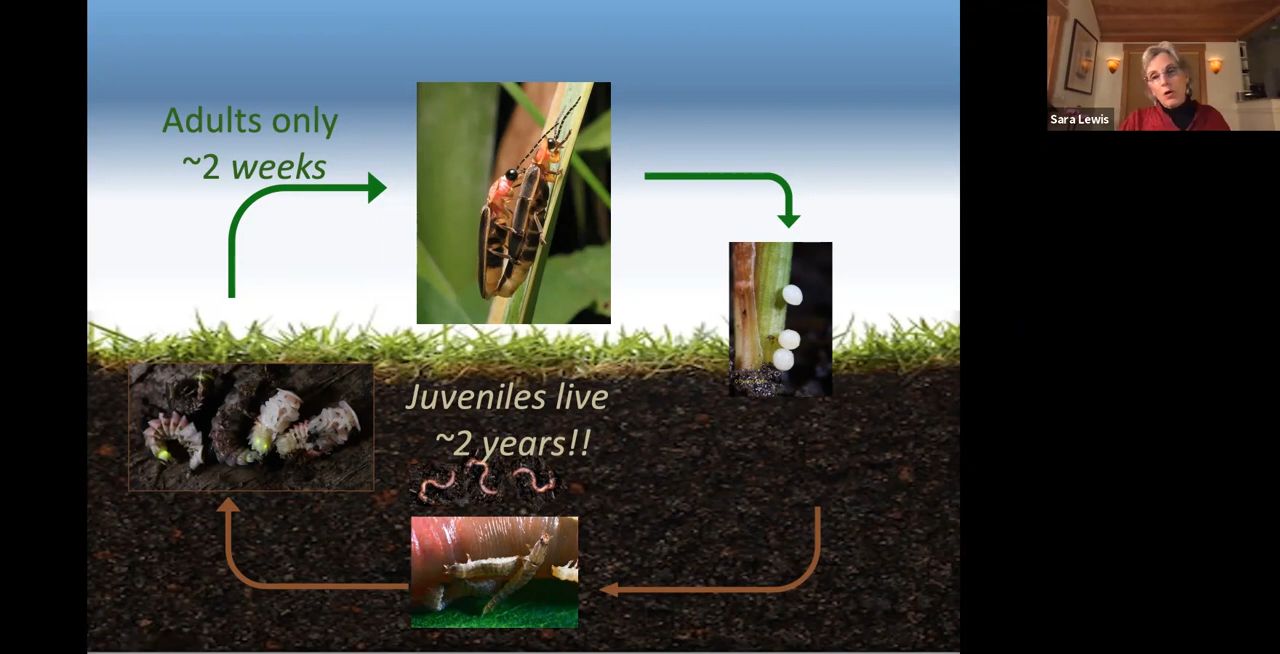 Adults only
~2 weeks
Juveniles live
~2 years!!
Sara Lewis